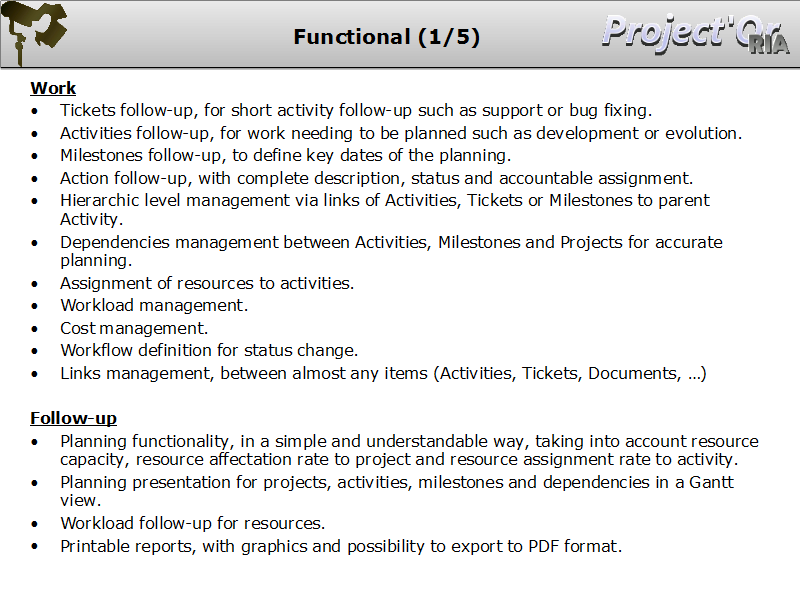 Functional (1/5)
Project'Or
RIA
Work
• Tickets follow-up, for short activity follow-up such as support or bug fixing.
• Activities follow-up, for work needing to be planned such as development or evolution.
• Milestones follow-up, to define key dates of the planning.
• Action follow-up, with complete description, status and accountable assignment.
• Hierarchic level management via links of Activities, Tickets or Milestones to parent
Activity.
• Dependencies management between Activities, Milestones and Projects for accurate
planning.
• Assignment of resources to activities.
• Workload management.
• Cost management.
• Workflow definition for status change.
• Links management, between almost any items (Activities, Tickets, Documents, …)
Follow-up
• Planning functionality, in a simple and understandable way, taking into account resource
capacity, resource affectation rate to project and resource assignment rate to activity.
• Planning presentation for projects, activities, milestones and dependencies in a Gantt
view.
• Workload follow-up for resources.
• Printable reports, with graphics and possibility to export to PDF format.